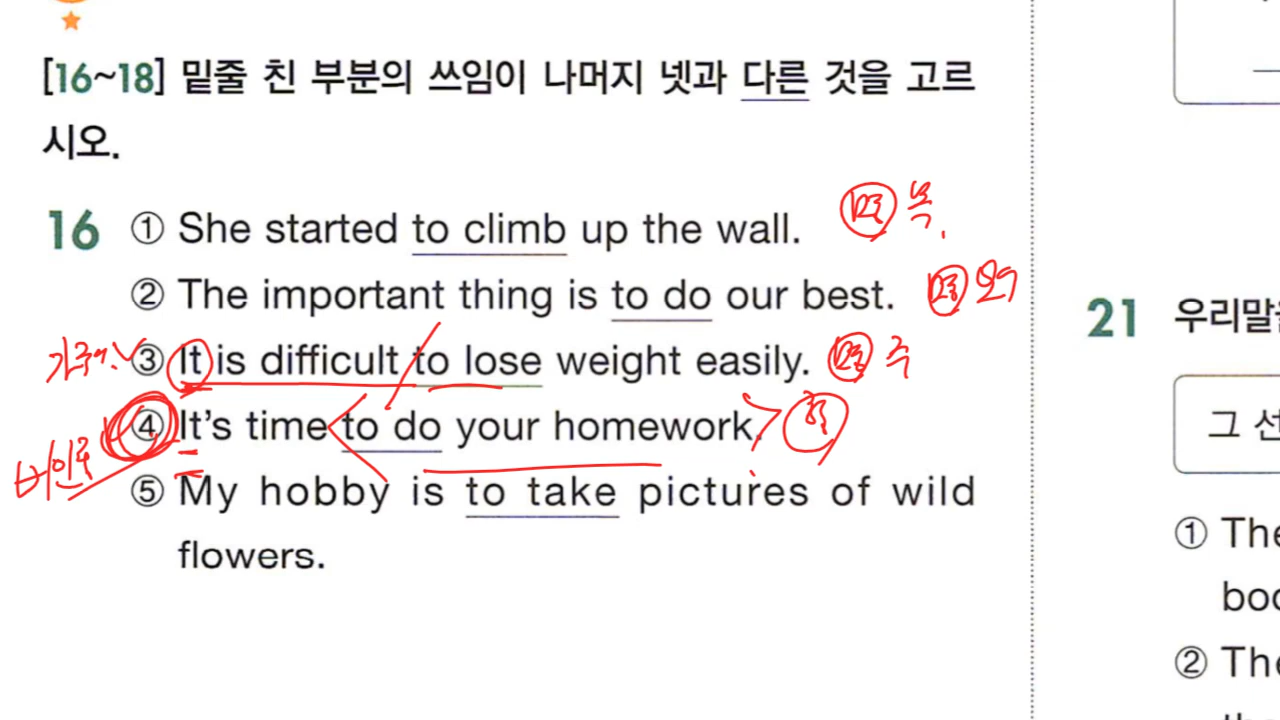 [16~18] 밑줄 친 부분의 쓰임이 나머지 넷과 다른 것을 고르
시오.
16 ① She started to climb up the wall. 명 목
② The important thing is to do our best. 명
가주어 ③ It is difficult to lose weight easily. 명 주
④ It's time to do your homework. 형
비인칭
⑤ My hobby is to take pictures of wild
flowers.
21 우리말
그 선
① The
② The